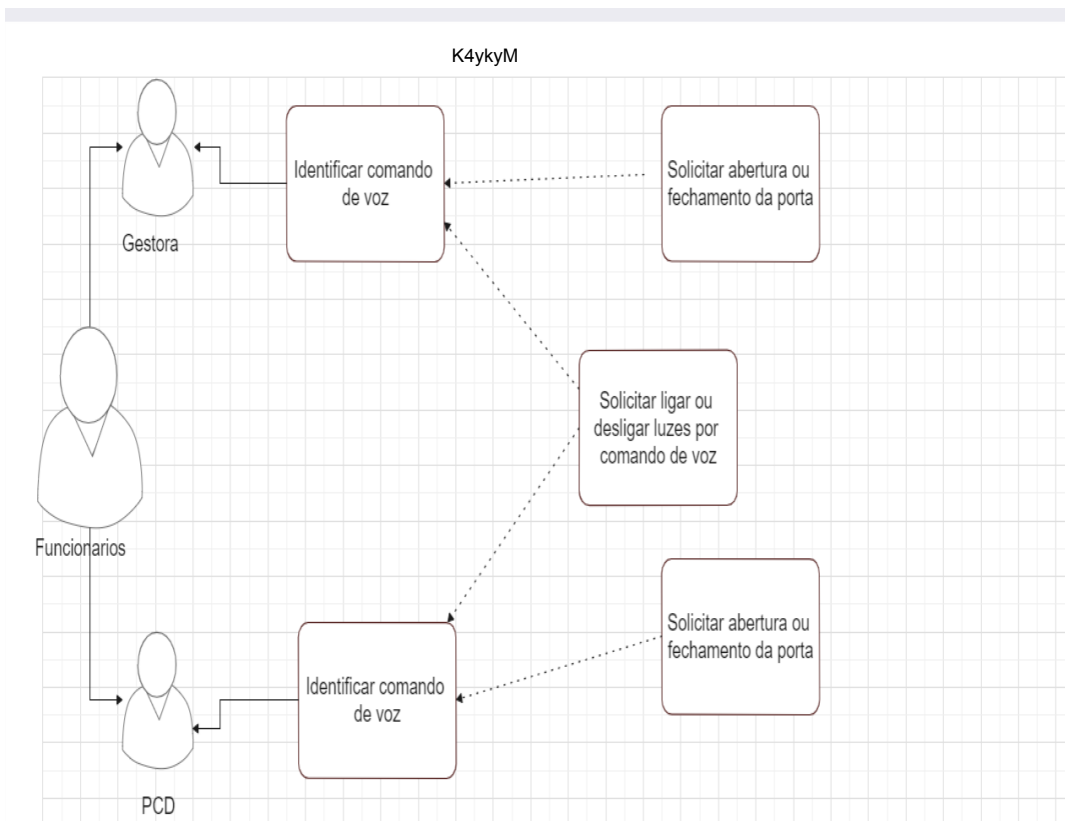 K4ykyM
Identificar comando
de voz
Solicitar abertura ou
fechamento da porta
Gestora
Solicitar ligar ou
desligar luzes por
comando de voz
Funcionarios
Solicitar abertura ou
fechamento da porta
Identificar comando
de voz
PCD